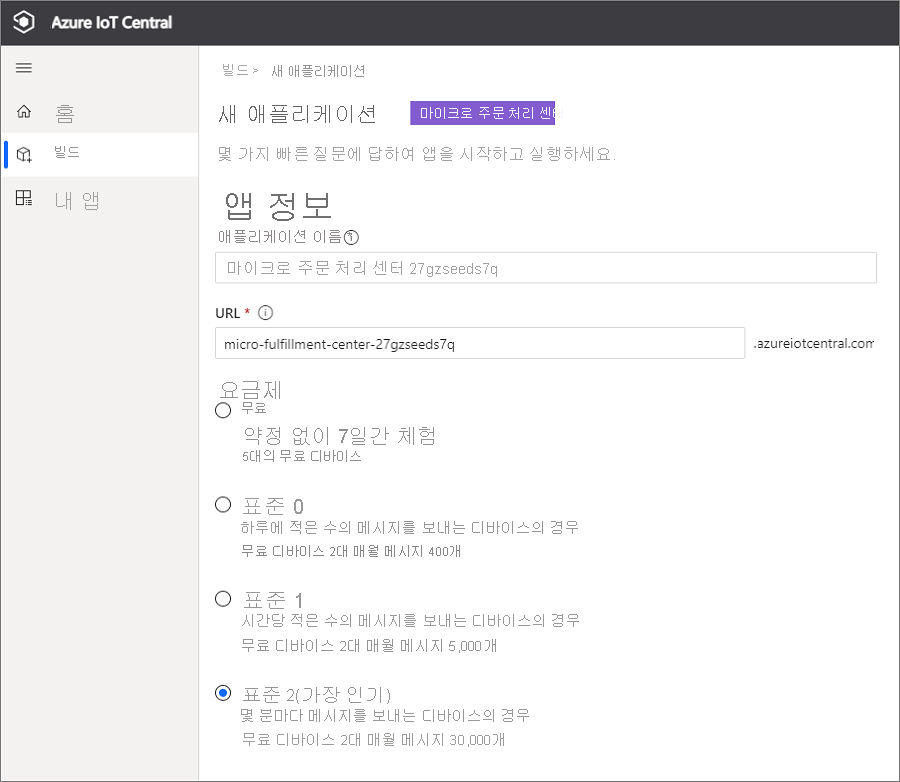 Azure IoT Central
홈
빌드
내 앱
빌드 > 새 애플리케이션
새 애플리케이션 마이크로 주문 처리 센터
몇 가지 빠른 질문에 답하여 앱을 시작하고 실행하세요.
앱 정보
애플리케이션 이름
마이크로 주문 처리 센터 27gzseeds7q
URL *
micro-fulfillment-center-27gzseeds7q .azureiotcentral.com
요금제
무료
약정 없이 7일간 체험
5대의 무료 디바이스
표준 0
하루에 적은 수의 메시지를 보내는 디바이스의 경우
무료 디바이스 2대 매월 메시지 400개
표준 1
시간당 적은 수의 메시지를 보내는 디바이스의 경우
무료 디바이스 2대 매월 메시지 5,000개
표준 2(가장 인기)
몇 분마다 메시지를 보내는 디바이스의 경우
무료 디바이스 2대 매월 메시지 30,000개